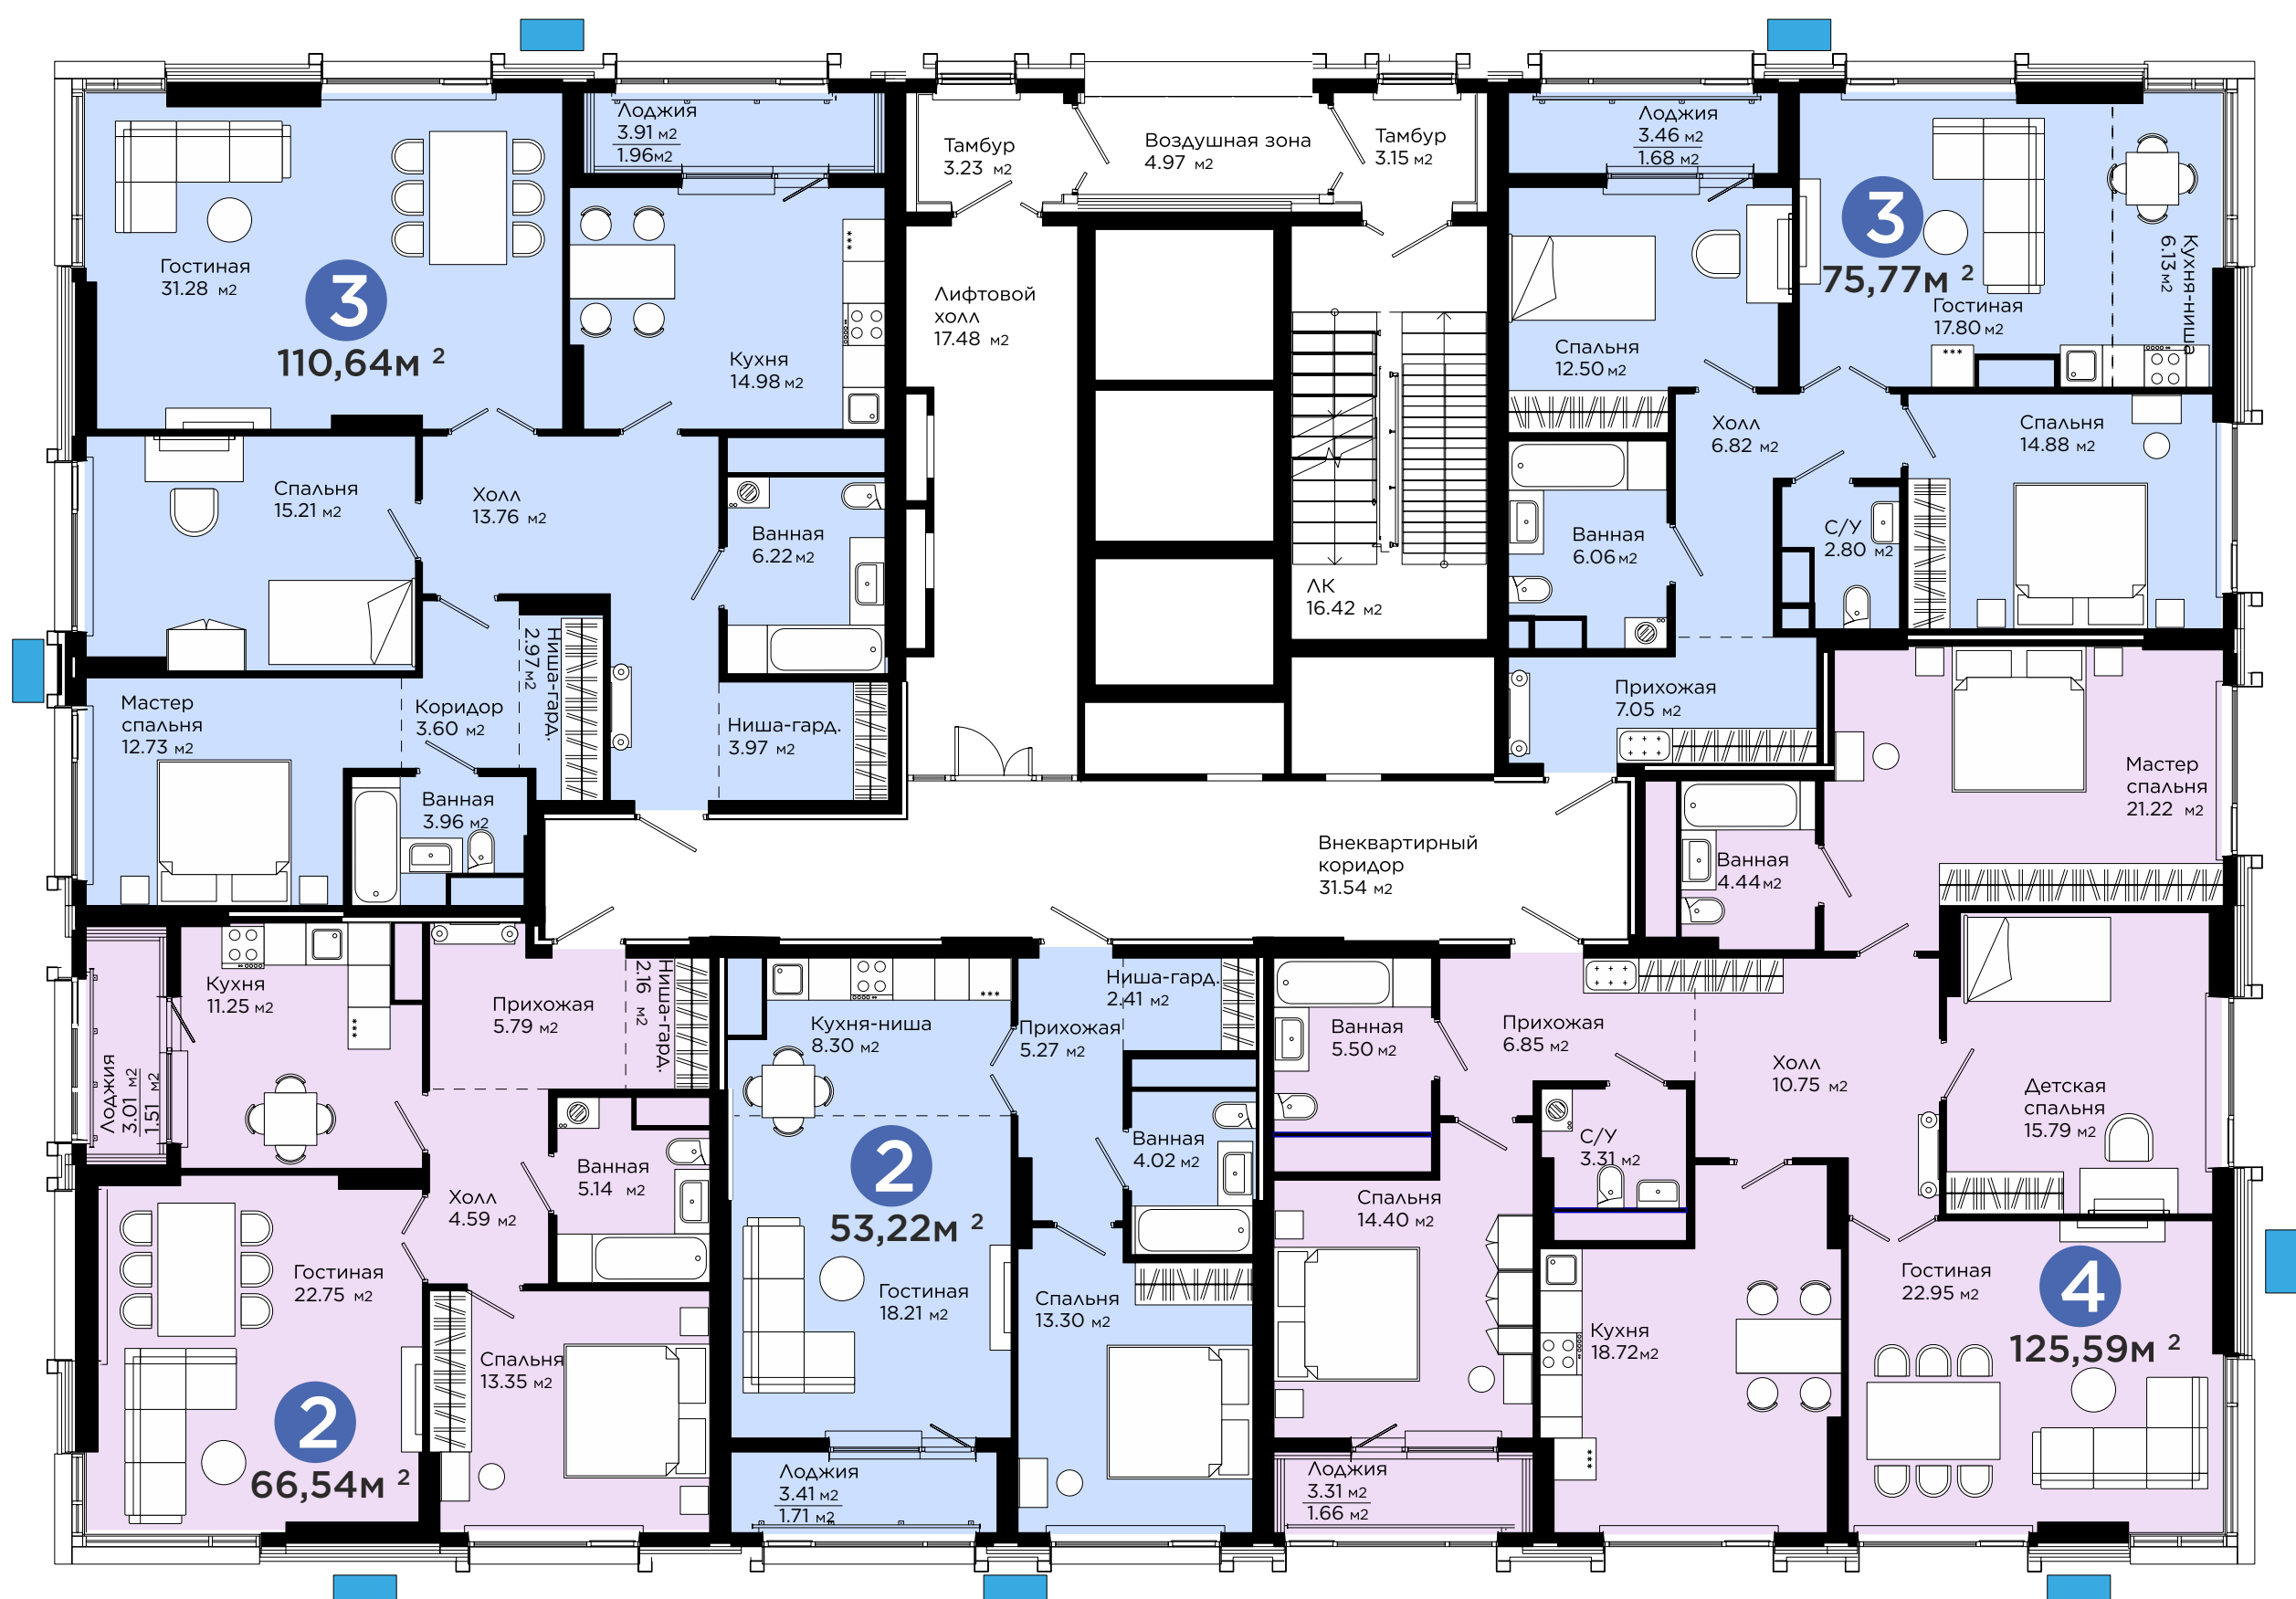 Гостиная
31.28 м2
3
110,64м 2
Лоджия
3.91 м2
1.96м2
Кухня
14.98 м2
Тамбур
3.23 м2
Воздушная зона
4.97 м2
Тамбур
3.15 м2
Лифтовой
холл
17.48 м2
ЛК
16.42 м2
Лоджия
3.46 м2
1.68 м2
Спальня
12.50 м2
3
75,77м 2
Гостиная
17.80 м2
Кухня-ниша
6.13 м2
Холл
6.82 м2
Спальня
14.88 м2
Ванная
6.06 м2
С/У
2.80 м2
Прихожая
7.05 м2
Спальня
15.21 м2
Холл
13.76 м2
Ванная
6.22 м2
Ниша-гард.
2.97 м2
Мастер
спальня
12.73 м2
Коридор
3.60 м2
Ниша-гард.
3.97 м2
Ванная
3.96 м2
Внеквартирный
коридор
31.54 м2
Мастер
спальня
21.22 м2
Ванная
4.44 м2
Кухня
11.25 м2
Лоджия
3.01 м2
1.51 м2
Прихожая
5.79 м2
Ниша-гард.
2.16 м2
Ванная
5.14 м2
Холл
4.59 м2
Гостиная
22.75 м2
Спальня
13.35 м2
2
66,54м 2
Кухня-ниша
8.30 м2
Прихожая
5.27 м2
Ниша-гард.
2.41 м2
Ванная
4.02 м2
2
53,22м 2
Гостиная
18.21 м2
Спальня
13.30 м2
Лоджия
3.41 м2
1.71 м2
Ванная
5.50 м2
Прихожая
6.85 м2
Холл
10.75 м2
Детская
спальня
15.79 м2
С/У
3.31 м2
Спальня
14.40 м2
Кухня
18.72 м2
Гостиная
22.95 м2
4
125,59м 2
Лоджия
3.31 м2
1.66 м2